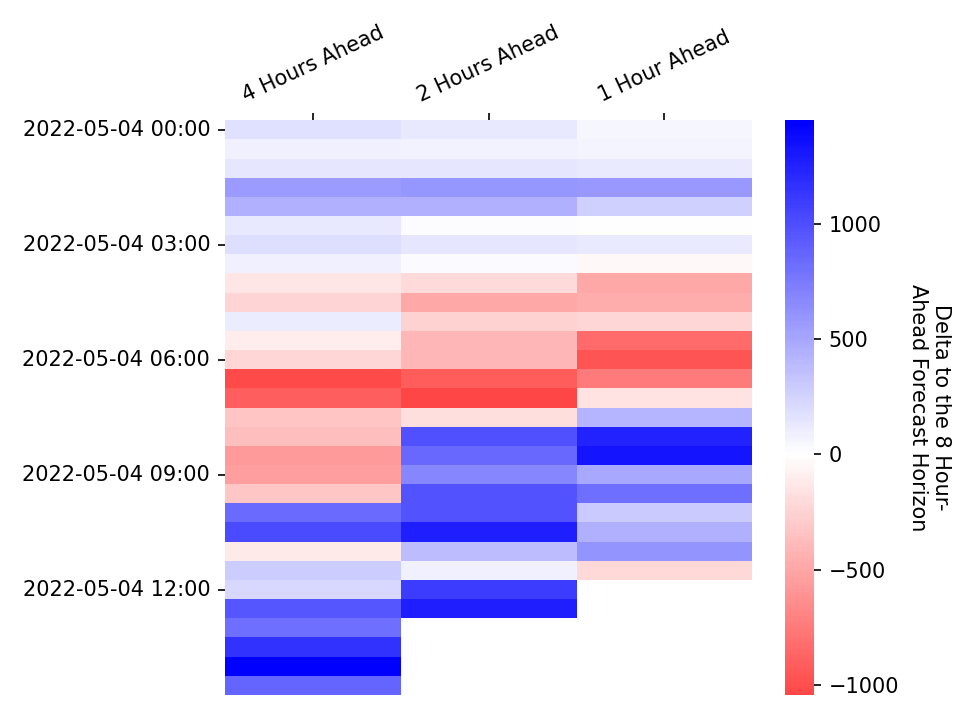 4 Hours Ahead
2 Hours Ahead
1 Hour Ahead
2022-05-04 00:00
2022-05-04 03:00
2022-05-04 06:00
2022-05-04 09:00
2022-05-04 12:00
1000
500
0
−500
−1000
Delta to the 8 Hour-
Ahead Forecast Horizon